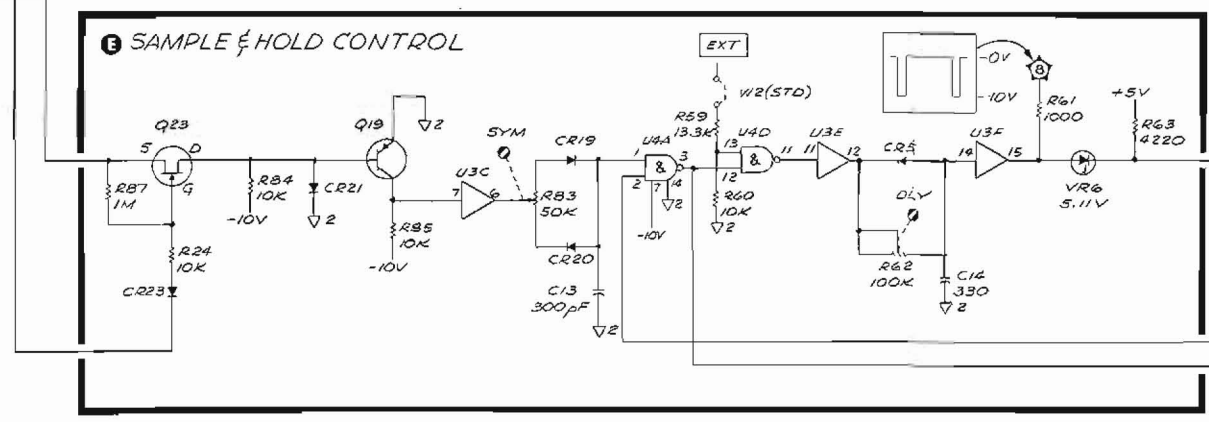 E SAMPLE & HOLD CONTROL
EXT
W2(STD)
-0V
-10V
8
R61
1000
+5V
R63
4220
Q23
S
D
G
R87
1M
R24
10K
CR23
R84
10K
-10V
CR21
2
Q19
2
R85
10K
-10V
SYM
U3C
7
6
R83
50K
CR19
CR20
C13
300pF
2
U4A
1
2
&
3
7
14
2
-10V
R59
13.3K
R60
10K
2
U4D
13
12
&
11
U3E
11
12
CR5
DLY
R62
100K
C14
330
2
U3F
14
15
VR6
5.11V